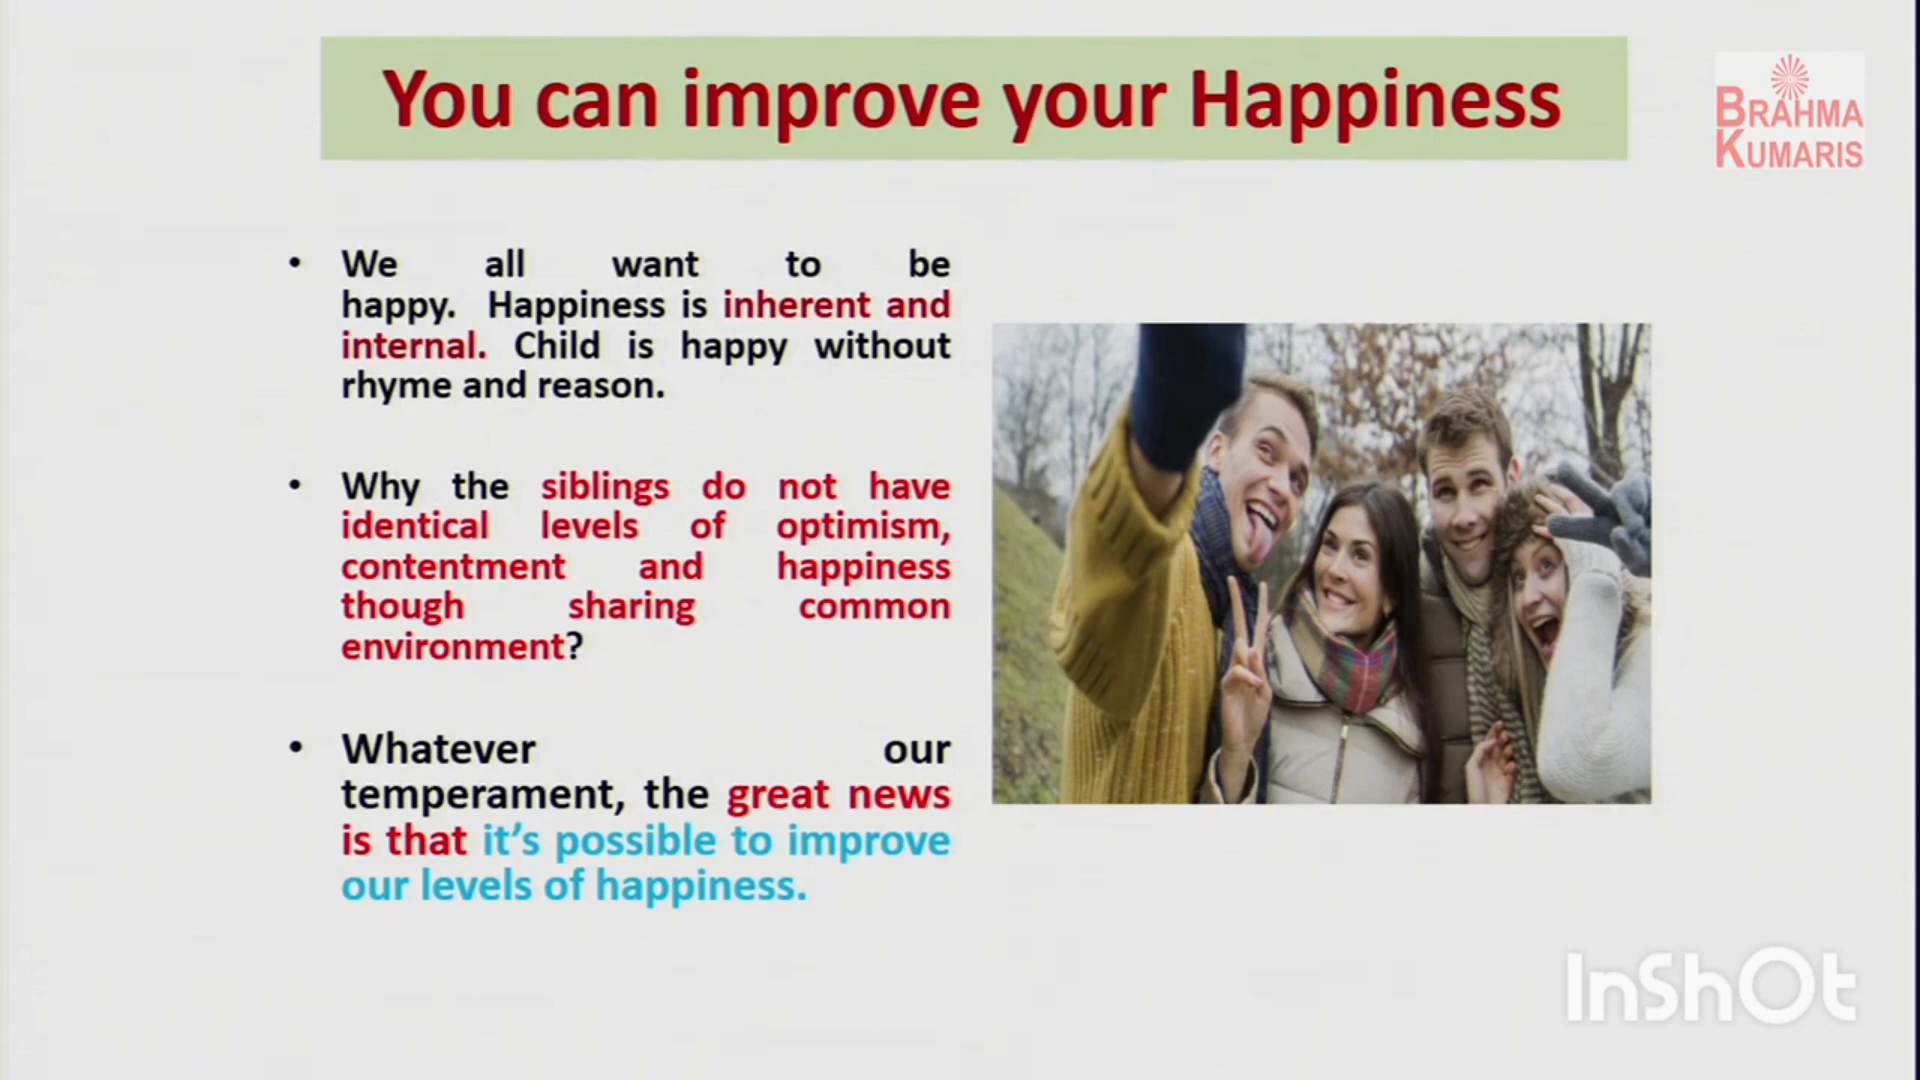 You can improve your Happiness
BRAHMA
KUMARIS
• We all want to be
happy. Happiness is inherent and
internal. Child is happy without
rhyme and reason.
• Why the siblings do not have
identical levels of optimism,
contentment and happiness
though sharing common
environment?
• Whatever our
temperament, the great news
is that it’s possible to improve
our levels of happiness.
InShOt